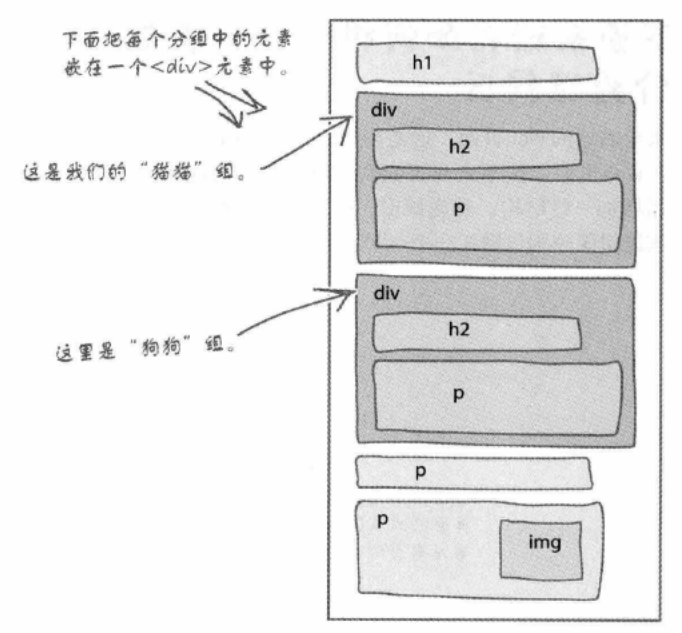 下面把每个分组中的元素
嵌在一个<div>元素中。
h1
div
h2
这是我们的“猫猫”组。
p
div
h2
这里是“狗狗”组。
p
p
p
img